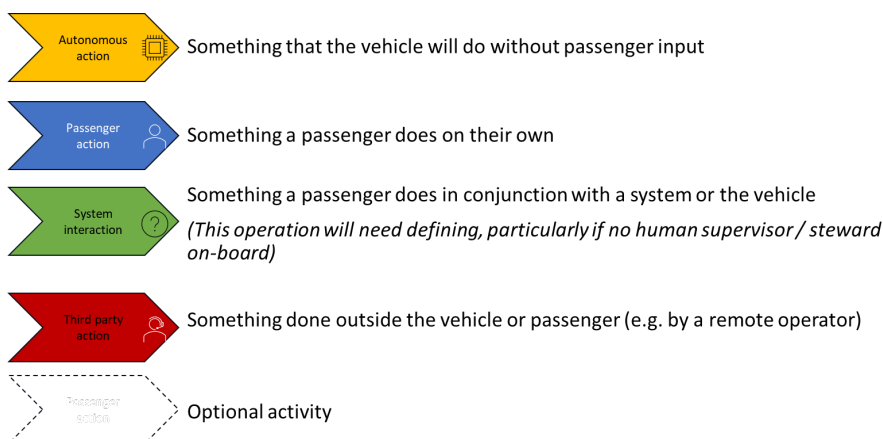 Autonomous
action
Something that the vehicle will do without passenger input
Passenger
action
Something a passenger does on their own
System
interaction
?
Something a passenger does in conjunction with a system or the vehicle
(This operation will need defining, particularly if no human supervisor / steward
on-board)
Third party
action
Something done outside the vehicle or passenger (e.g. by a remote operator)
Passenger
action
Optional activity